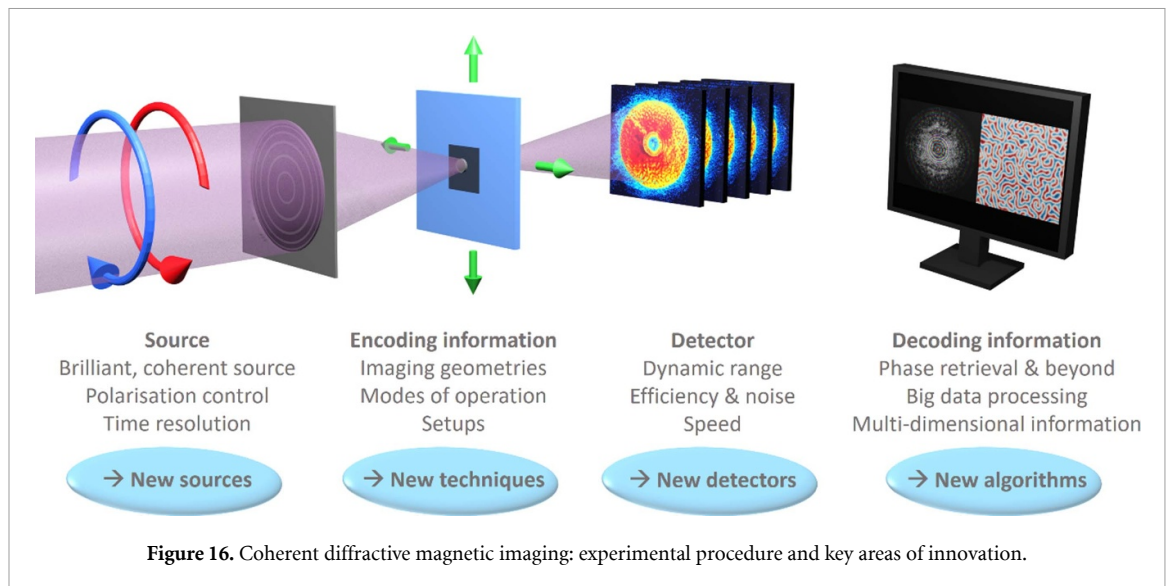 Source
Brilliant, coherent source
Polarisation control
Time resolution
→ New sources
Encoding information
Imaging geometries
Modes of operation
Setups
→ New techniques
Detector
Dynamic range
Efficiency & noise
Speed
→ New detectors
Decoding information
Phase retrieval & beyond
Big data processing
Multi-dimensional information
→ New algorithms
Figure 16. Coherent diffractive magnetic imaging: experimental procedure and key areas of innovation.